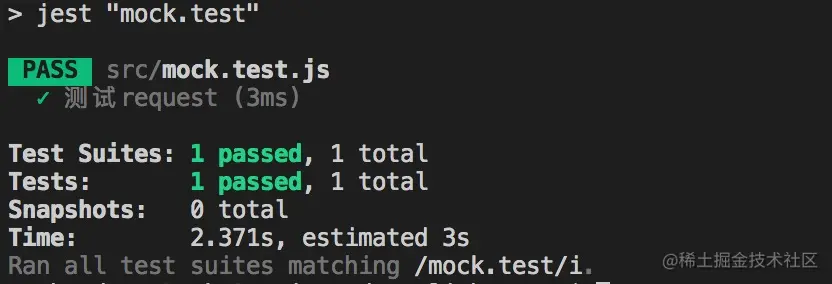 > jest "mock.test"
PASS src/mock.test.js
✓ 测试request (3ms)
Test Suites: 1 passed, 1 total
Tests: 1 passed, 1 total
Snapshots: 0 total
Time: 2.371s, estimated 3s
Ran all test suites matching /mock.test/i.
@稀土掘金技术社区